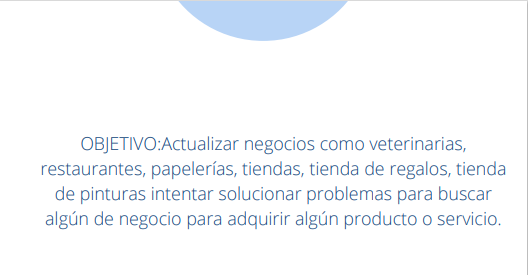 OBJETIVO:Actualizar negocios como veterinarias,
restaurantes, papelerías, tiendas, tienda de regalos, tienda
de pinturas intentar solucionar problemas para buscar
algún de negocio para adquirir algún producto o servicio.